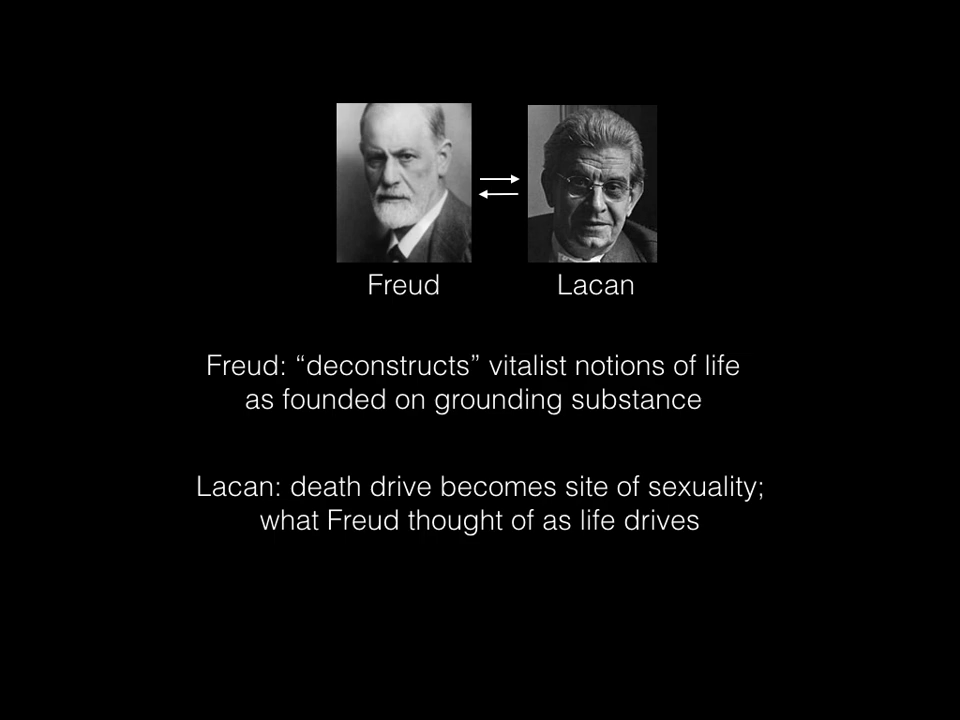 Freud
Lacan
Freud: “deconstructs” vitalist notions of life
as founded on grounding substance
Lacan: death drive becomes site of sexuality;
what Freud thought of as life drives